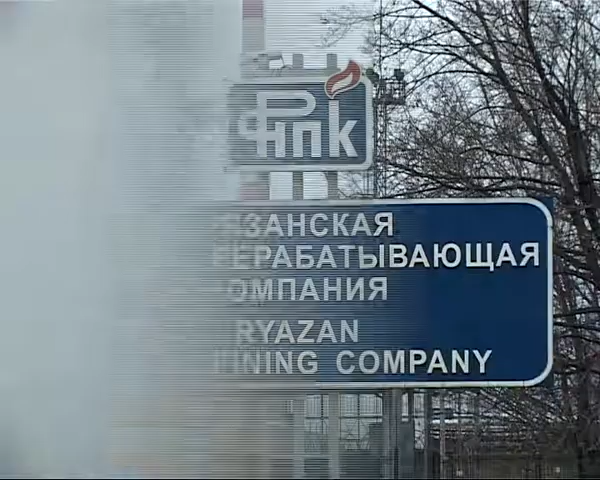 РНПК
ЗАНСКАЯ
ЕРАБАТЫВАЮЩАЯ
ОМПАНИЯ
RYAZAN
INING COMPANY